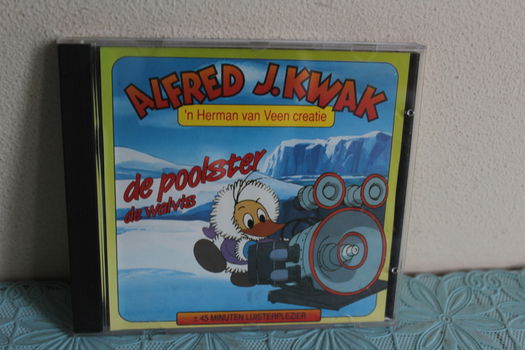 ALFRED J.KWAK
'n Herman van Veen creatie
de poolster
de walvis
± 45 MINUTEN LUISTERPLEZIER